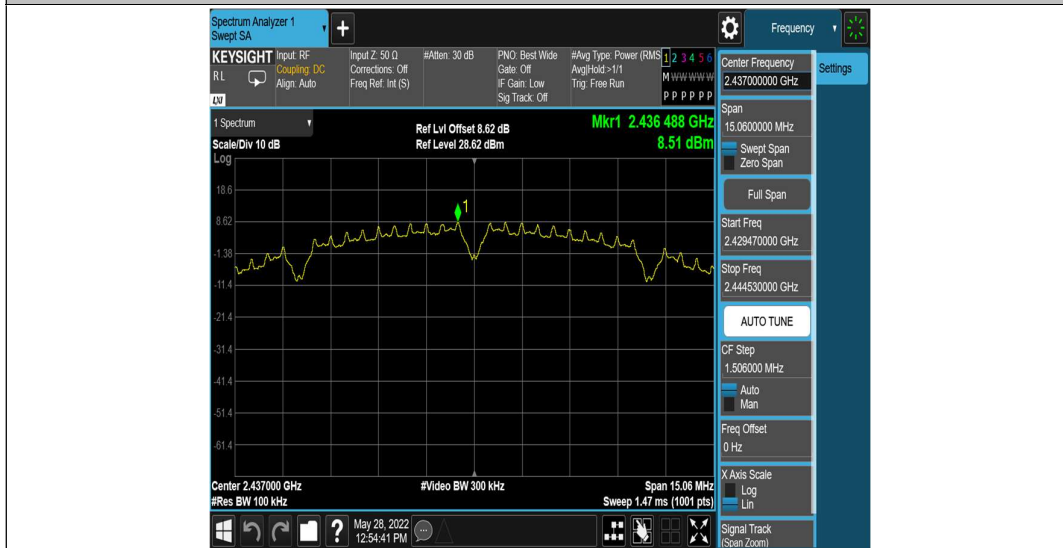 Spectrum Analyzer 1
Swept SA
Frequency
KEYSIGHT
RL
LXI
Input: RF
Coupling: DC
Align: Auto
Input Z: 50 Ω
Corrections: Off
Freq Ref: Int (S)
#Atten: 30 dB
PNO: Best Wide
Gate: Off
IF Gain: Low
Sig Track: Off
#Avg Type: Power (RMS
Avg|Hold:>1/1
Trig: Free Run
1 2 3 4 5 6
M W W W W W
P P P P P P
Center Frequency
2.437000000 GHz
Settings
Span
15.0600000 MHz
Swept Span
Zero Span
Full Span
Start Freq
2.429470000 GHz
Stop Freq
2.444530000 GHz
AUTO TUNE
CF Step
1.506000 MHz
Auto
Man
Freq Offset
0 Hz
X Axis Scale
Log
Lin
Signal Track
(Span Zoom)
1 Spectrum
Scale/Div 10 dB
Ref Lvl Offset 8.62 dB
Ref Level 28.62 dBm
Mkr1 2.436 488 GHz
8.51 dBm
Log
18.6
8.62
-1.38
-11.4
-21.4
-31.4
-41.4
-51.4
-61.4
1
Center 2.437000 GHz
#Res BW 100 kHz
#Video BW 300 kHz
Span 15.06 MHz
Sweep 1.47 ms (1001 pts)
?
May 28, 2022
12:54:41 PM